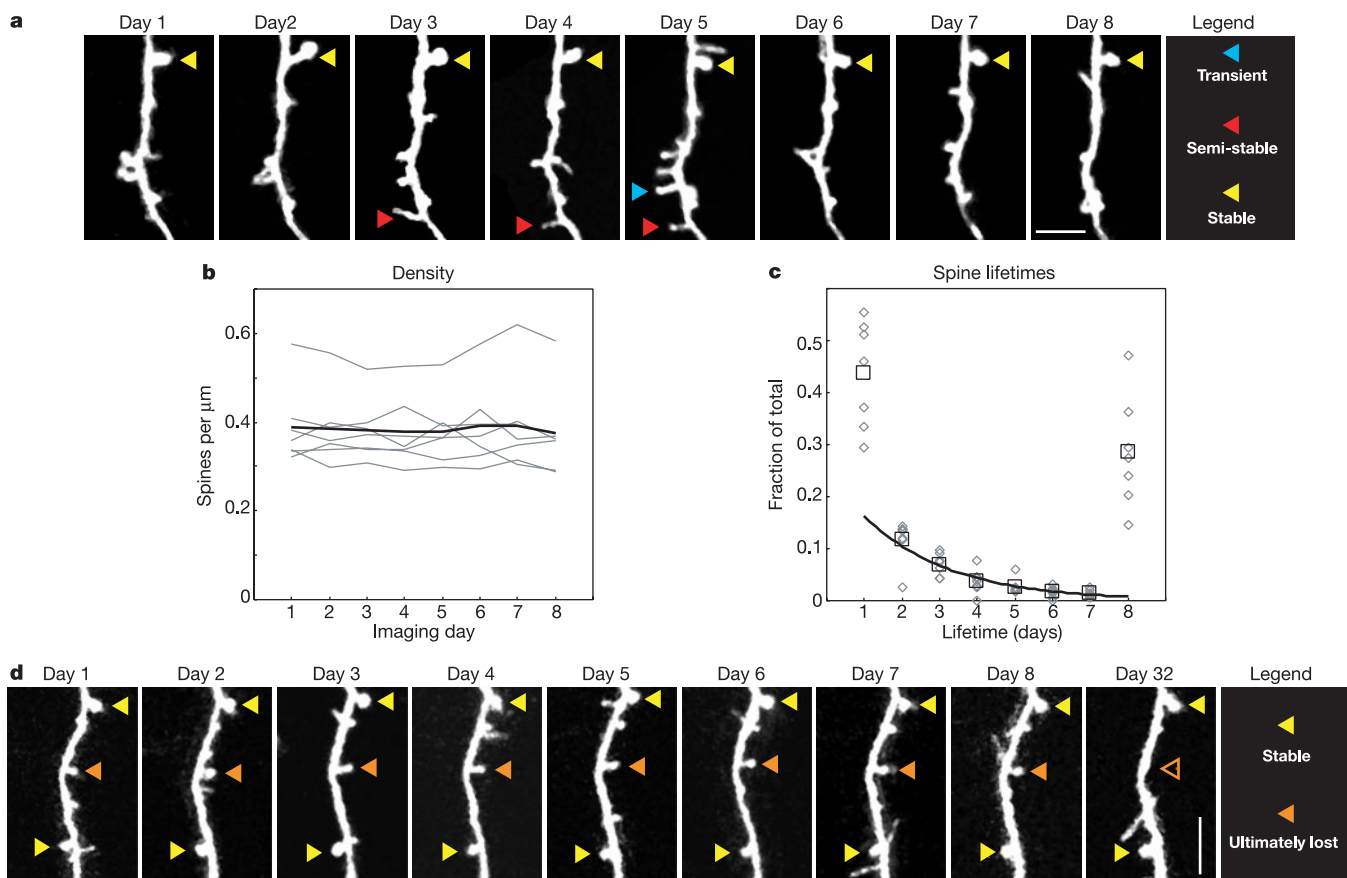 a
Day 1 Day2 Day 3 Day 4 Day 5 Day 6 Day 7 Day 8 Legend
Transient
Semi-stable
Stable
b
Density
Spines per μm
0.6
0.4
0.2
0
1 2 3 4 5 6 7 8
Imaging day
c
Spine lifetimes
Fraction of total
0.5
0.4
0.3
0.2
0.1
0
1 2 3 4 5 6 7 8
Lifetime (days)
d
Day 1 Day 2 Day 3 Day 4 Day 5 Day 6 Day 7 Day 8 Day 32 Legend
Stable
Ultimately lost